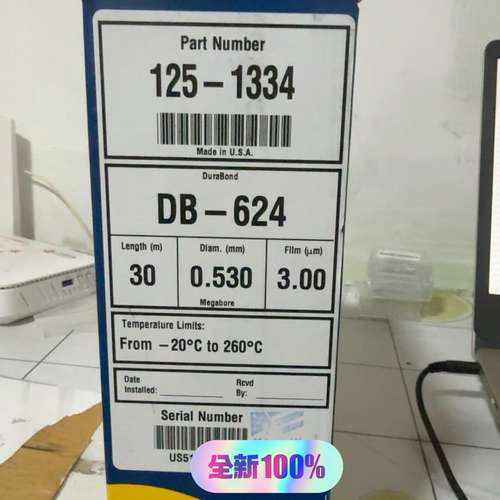 Part Number
125-1334
Made in U.S.A.
DuraBond
DB-624
Length (m) Diam. (mm) Film (μm)
30 0.530 3.00
Megabore
Temperature Limits:
From -20°C to 260°C
Date Installed: Rcvd By:
Serial Number
全新100%